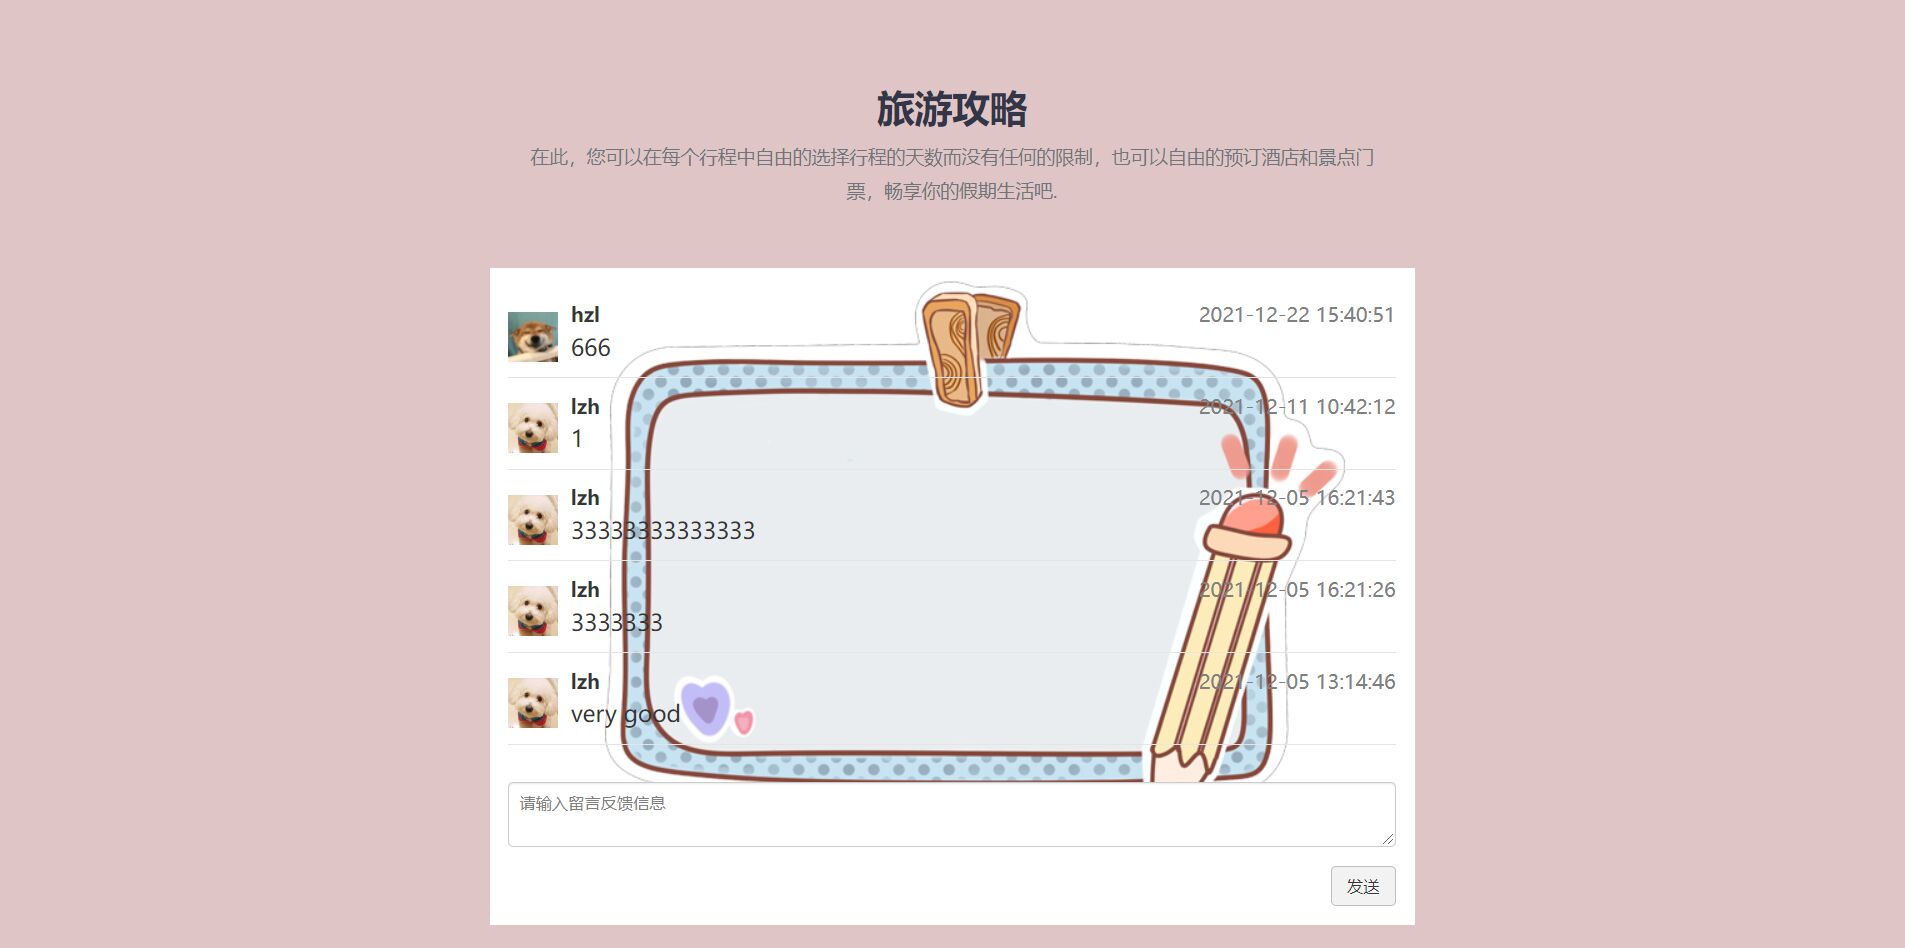 旅游攻略
在此，您可以在每个行程中自由的选择行程的天数而没有任何的限制，也可以自由的预订酒店和景点门
票，畅享你的假期生活吧.
hzl 2021-12-22 15:40:51
666
lzh 2021-12-11 10:42:12
1
lzh 2021-12-05 16:21:43
33333333333333
lzh 2021-12-05 16:21:26
3333333
lzh 2021-12-05 13:14:46
very good
请输入留言反馈信息
发送